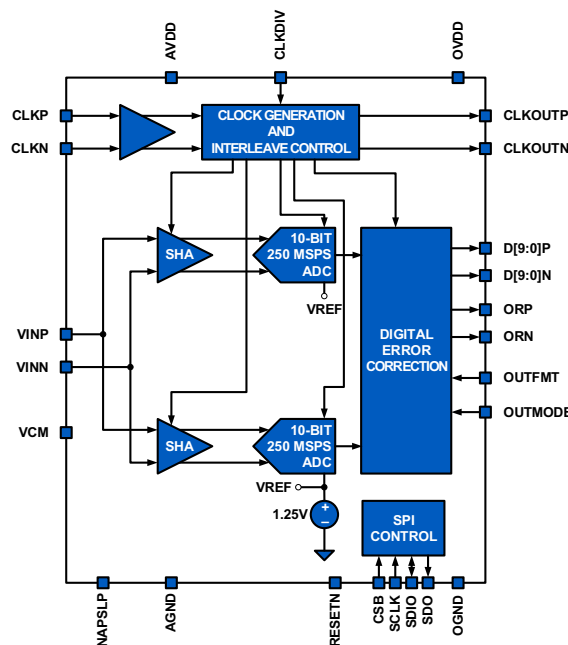 AVDD
CLKDIV
OVDD
CLKP
CLKN
CLOCK GENERATION
AND
INTERLEAVE CONTROL
CLKOUTP
CLKOUTN
SHA
10-BIT
250 MSPS
ADC
VREF
D[9:0]P
D[9:0]N
ORP
ORN
OUTFMT
OUTMODE
DIGITAL
ERROR
CORRECTION
VINP
VINN
VCM
SHA
10-BIT
250 MSPS
ADC
VREF
1.25V
+
−
SPI
CONTROL
NAPSLP
AGND
RESETN
CSB
SCLK
SDIO
SDO
OGND